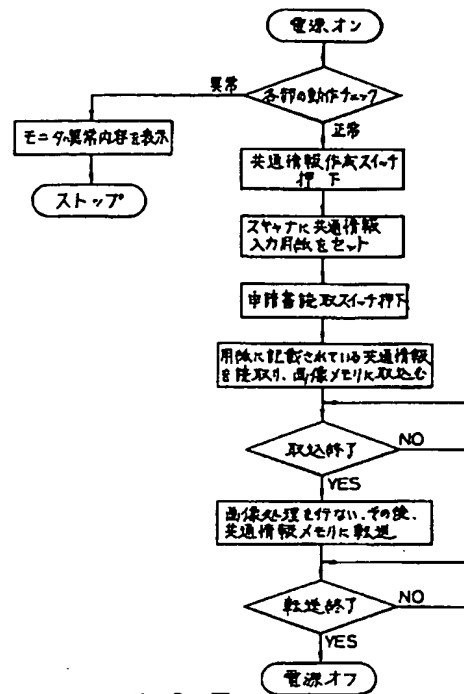 電源オン
各部の動作チェック
異常
正常
モニタへ異常内容を表示
ストップ
共通情報作成スイッチ
押下
スキャナに共通情報
入力用紙をセット
申請書読取スイッチ押下
用紙に記載されている共通情報
を読取り、画像メモリに取込む
取込終了
NO
YES
画像処理を行ない、その後、
共通情報メモリに転送
転送終了
NO
YES
電源オフ